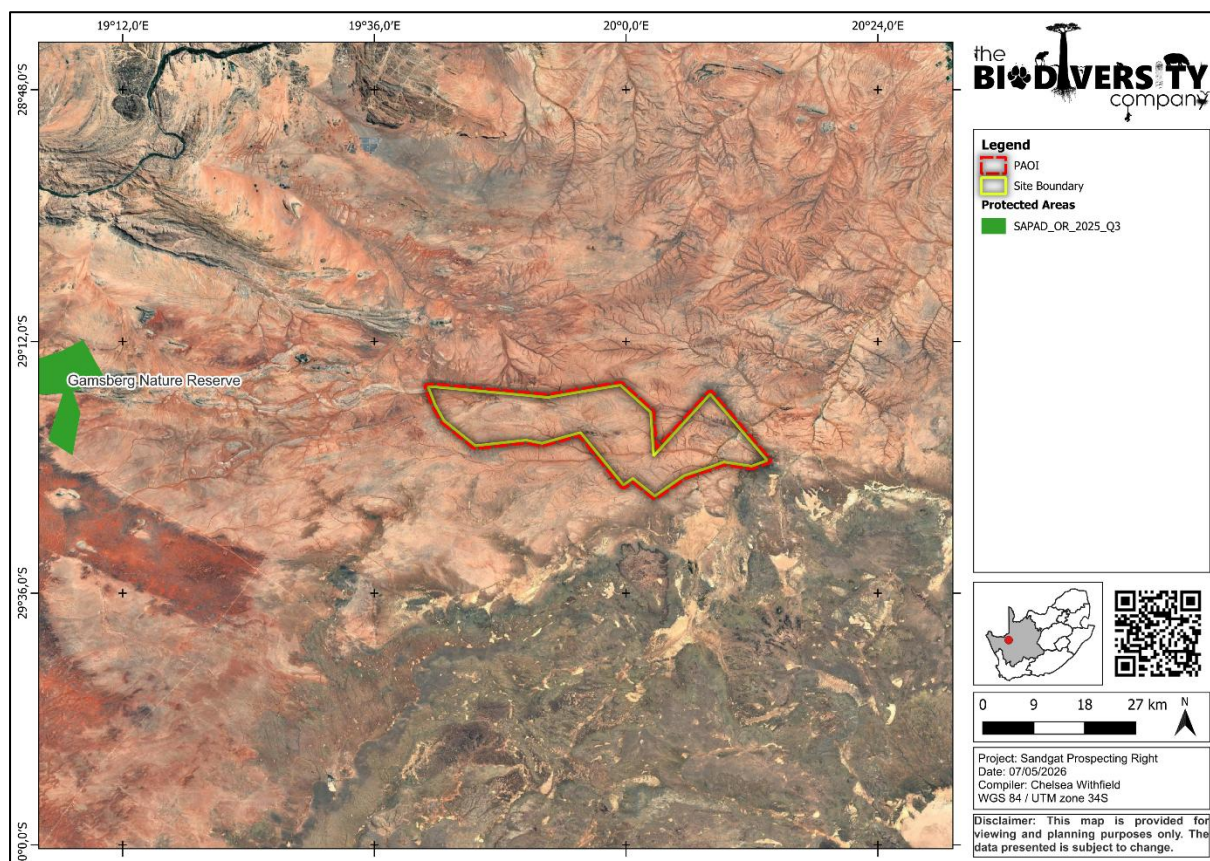 19°12,0'E
19°36,0'E
20°0,0'E
20°24,0'E
28°48,0'S
29°12,0'S
29°36,0'S
0°0,0'S
Gamsberg Nature Reserve
the
BIODIVERSITY
company
Legend
PAOI
Site Boundary
Protected Areas
SAPAD_OR_2025_Q3
0 9 18 27 km
N
Project: Sandgat Prospecting Right
Date: 07/05/2026
Compiler: Chelsea Withfield
WGS 84 / UTM zone 34S
Disclaimer: This map is provided for
viewing and planning purposes only. The
data presented is subject to change.